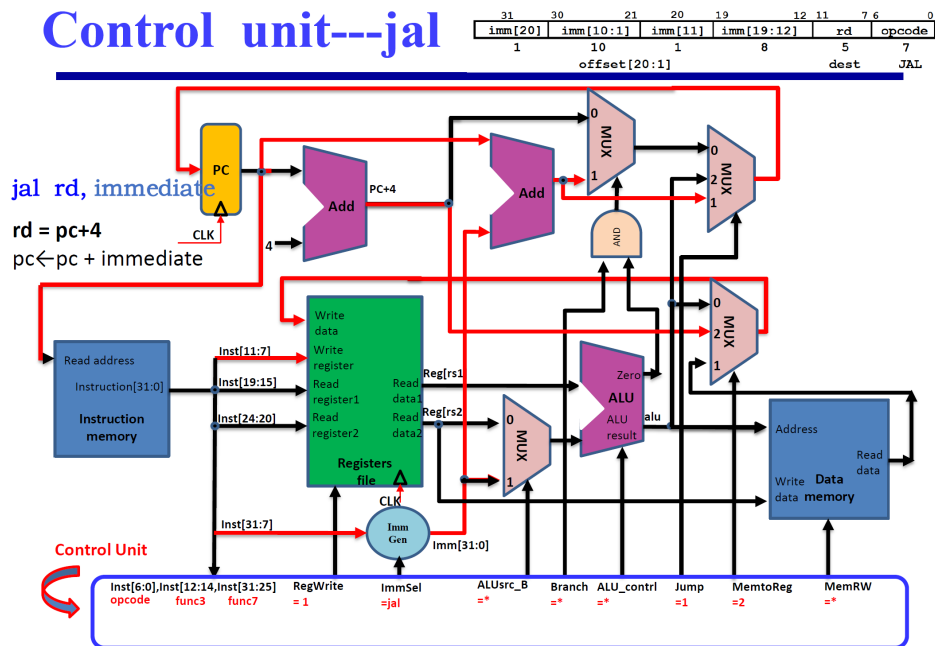 Control unit---jal
31 30 21 20 19 12 11 7 6 0
imm[20] imm[10:1] imm[11] imm[19:12] rd opcode
1 10 1 8 5 7
offset[20:1] dest JAL
jal rd, immediate
rd = pc+4
pc←pc + immediate
PC
CLK
4
Add
PC+4
Add
0
MUX
1
0
2
MUX
1
AND
0
MUX
2
1
Write
data
Write
register
Read
register1
Read
register2
Read
data1
Read
data2
Registers
file
CLK
Inst[11:7]
Inst[19:15]
Inst[24:20]
Inst[31:7]
Read address
Instruction[31:0]
Instruction
memory
Reg[rs1
Reg[rs2
0
MUX
1
Zero
ALU
ALU
result
alu
Address
Read
data
Write
data
Data
memory
Imm
Gen
Imm[31:0]
Control Unit
Inst[6:0],Inst[12:14,Inst[31:25] RegWrite ImmSel ALUsrc_B Branch ALU_contrl Jump MemtoReg MemRW
opcode func3 func7 = 1 =jal =* =* =* =1 =2 =*